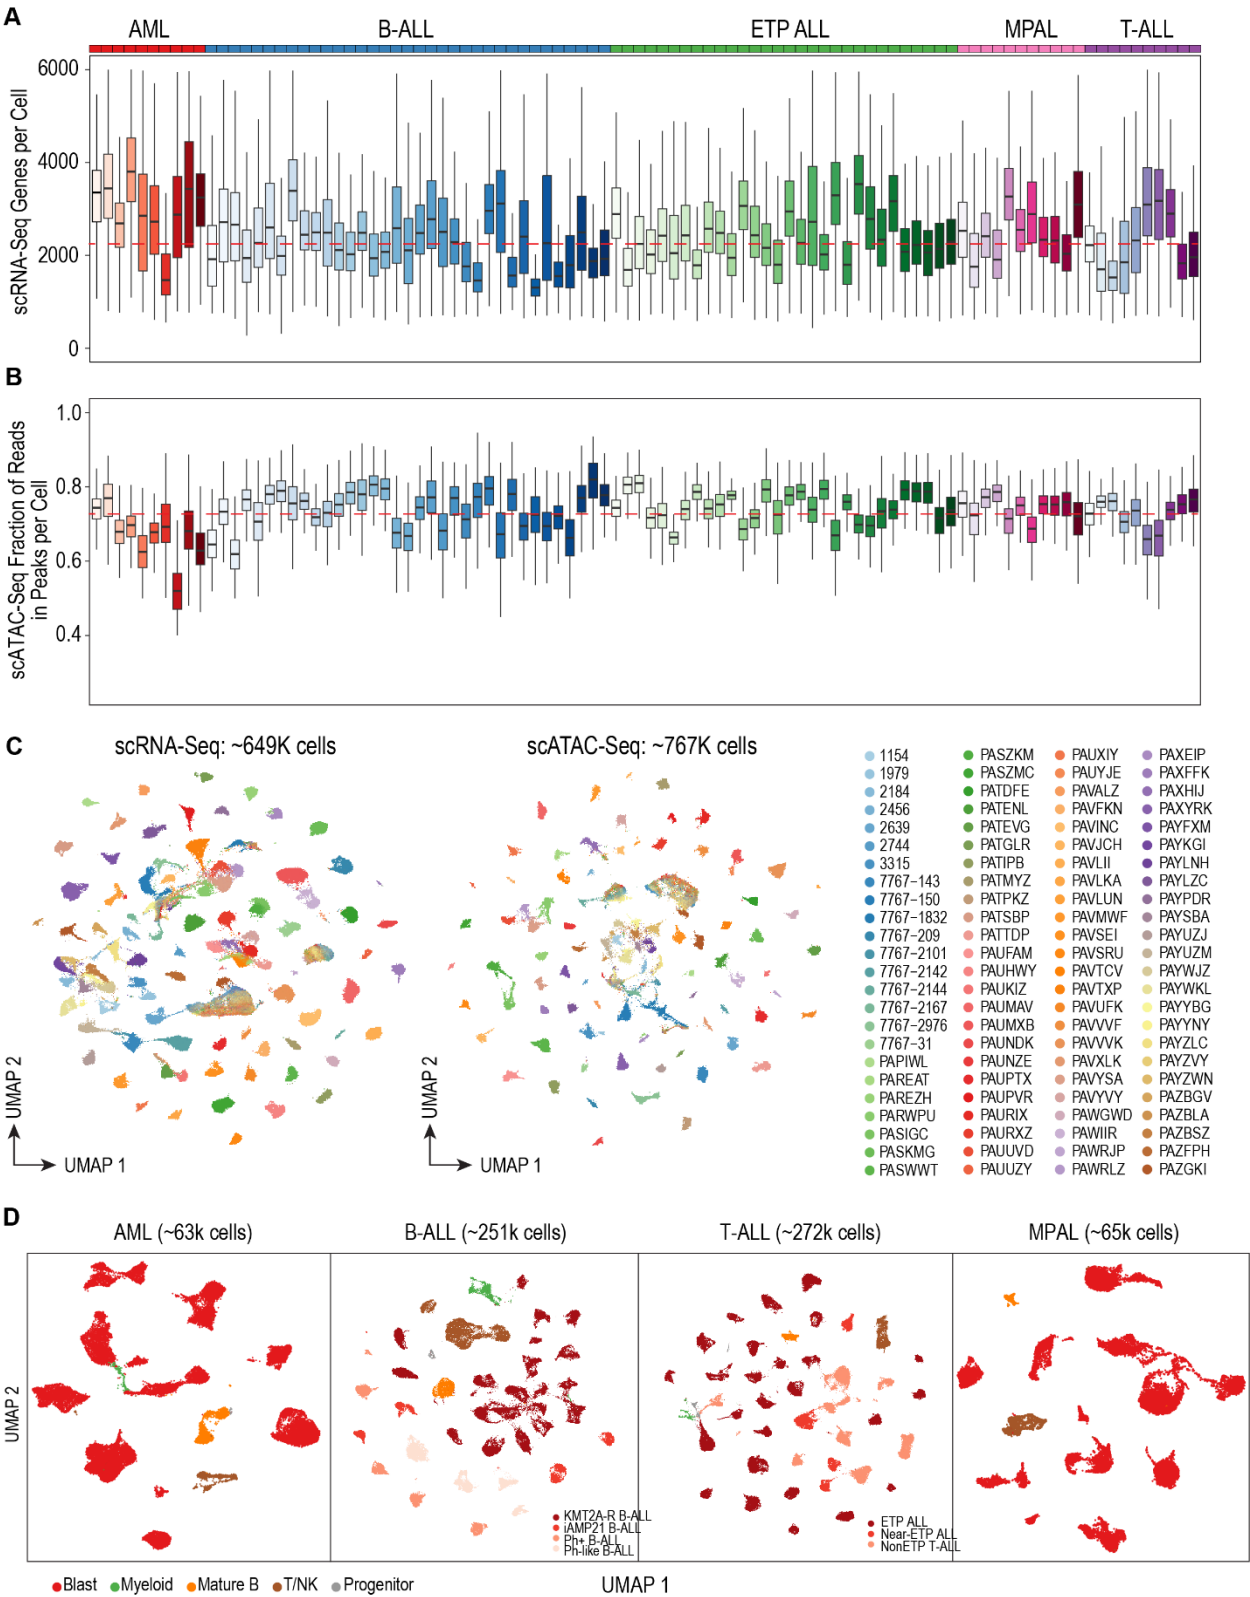 A
AML
B-ALL
ETP ALL
MPAL
T-ALL
scRNA-Seq Genes per Cell
6000
4000
2000
0
B
scATAC-Seq Fraction of Reads
in Peaks per Cell
1.0
0.8
0.6
0.4
C
scRNA-Seq: ~649K cells
scATAC-Seq: ~767K cells
UMAP 2
UMAP 1
UMAP 2
UMAP 1
1154
1979
2184
2456
2639
2744
3315
7767-143
7767-150
7767-1832
7767-209
7767-2101
7767-2142
7767-2144
7767-2167
7767-2976
7767-31
PAPIWL
PAREAT
PAREZH
PARWPU
PASIGC
PASKMG
PASWWT
PASZKM
PASZMC
PATDFE
PATENL
PATEVG
PATGLR
PATIPB
PATMYZ
PATPKZ
PATSBP
PATTDP
PAUFAM
PAUHWY
PAUKIZ
PAUMAV
PAUMXB
PAUNDK
PAUNZE
PAUPTX
PAUPVR
PAURIX
PAURXZ
PAUUVD
PAUUZY
PAUXIY
PAUYJE
PAVALZ
PAVFKN
PAVINC
PAVJCH
PAVLII
PAVLKA
PAVLUN
PAVMWF
PAVSEI
PAVSRU
PAVTCV
PAVTXP
PAVUFK
PAVVVF
PAVVVK
PAVXLK
PAVYSA
PAVYVY
PAWGWD
PAWIIR
PAWRJP
PAWRLZ
PAXEIP
PAXFFK
PAXHIJ
PAXYRK
PAYFXM
PAYKGI
PAYLNH
PAYLZC
PAYPDR
PAYSBA
PAYUZJ
PAYUZM
PAYWJZ
PAYWKL
PAYYBG
PAYYNY
PAYZLC
PAYZVY
PAYZWN
PAZBGV
PAZBLA
PAZBSZ
PAZFPH
PAZGKI
D
AML (~63k cells)
B-ALL (~251k cells)
T-ALL (~272k cells)
MPAL (~65k cells)
UMAP 2
KMT2A-R B-ALL
iAMP21 B-ALL
Ph+ B-ALL
Ph-like B-ALL
ETP ALL
Near-ETP ALL
NonETP T-ALL
Blast
Myeloid
Mature B
T/NK
Progenitor
UMAP 1